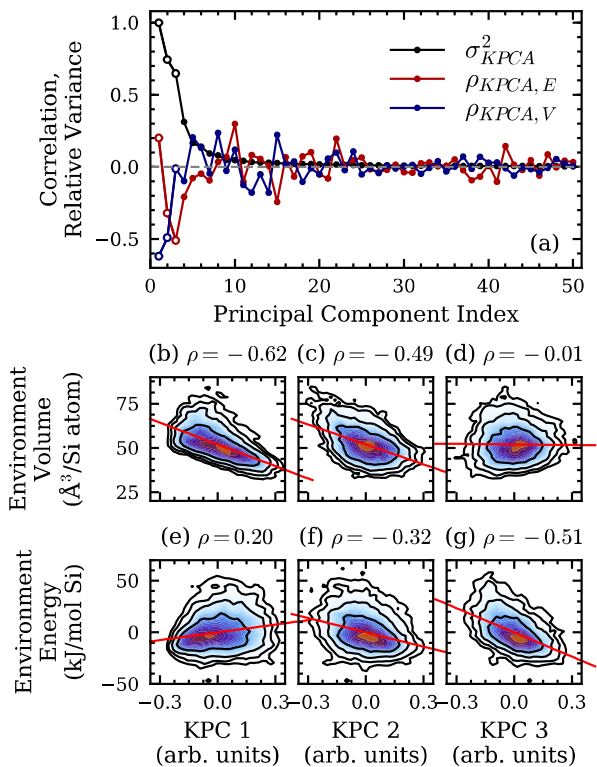 1.0
0.5
0.0
−0.5
Correlation,
Relative Variance
σ²_KPCA
ρ_KPCA, E
ρ_KPCA, V
(a)
0 10 20 30 40 50
Principal Component Index
(b) ρ = −0.62 (c) ρ = −0.49 (d) ρ = −0.01
75
50
25
Environment
Volume
(Å³/Si atom)
(e) ρ = 0.20 (f) ρ = −0.32 (g) ρ = −0.51
50
0
−50
Environment
Energy
(kJ/mol Si)
−0.3 0.0 0.3 −0.3 0.0 0.3 −0.3 0.0 0.3
KPC 1 KPC 2 KPC 3
(arb. units) (arb. units) (arb. units)